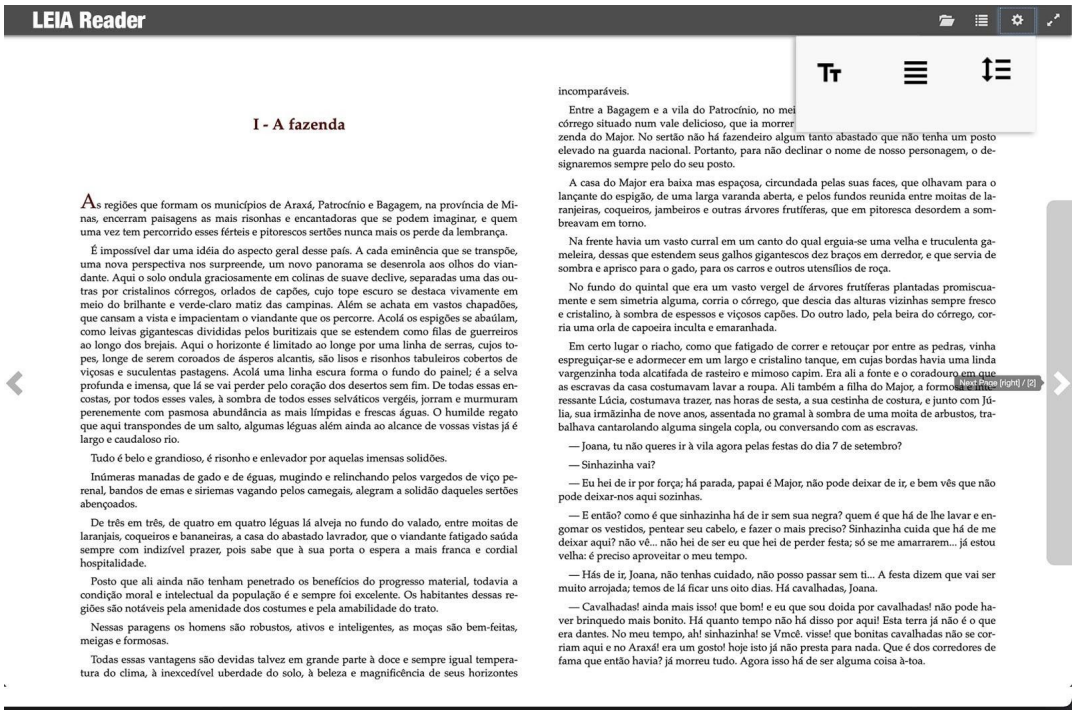 LEIA Reader
I - A fazenda
As regiões que formam os municípios de Araxá, Patrocínio e Bagagem, na província de Mi-
nas, encerram paisagens as mais risonhas e encantadoras que se podem imaginar, e quem
uma vez tem percorrido esses férteis e pitorescos sertões nunca mais os perde da lembrança.
É impossível dar uma idéia do aspecto geral desse país. A cada eminência que se transpõe,
uma nova perspectiva nos surpreende, um novo panorama se desenrola aos olhos do vian-
dante. Aqui o solo ondula graciosamente em colinas de suave declive, separadas uma das ou-
tras por cristalinos córregos, orlados de capões, cujo tope escuro se destaca vivamente em
meio do brilhante e verde-claro matiz das campinas. Além se achata em vastos chapadões,
que cansam a vista e impacientam o viandante que os percorre. Acolá os espigões se abaúlam,
como leivas gigantescas divididas pelos buritizais que se estendem como filas de guerreiros
ao longo dos brejais. Aqui o horizonte é limitado ao longe por uma linha de serras, cujos to-
pes, longe de serem coroados de ásperos alcantis, são lisos e risonhos tabuleiros cobertos de
viçosas e suculentas pastagens. Acolá uma linha escura forma o fundo do painel; é a selva
profunda e imensa, que lá se vai perder pelo coração dos desertos sem fim. De todas essas en-
costas, por todos esses vales, à sombra de todos esses selváticos vergéis, jorram e murmuram
perenemente com pasmosa abundância as mais límpidas e frescas águas. O humilde regato
que aqui transpondes de um salto, algumas léguas além ainda ao alcance de vossas vistas já é
largo e caudaloso rio.
Tudo é belo e grandioso, é risonho e enlevador por aquelas imensas solidões.
Inúmeras manadas de gado e de éguas, mugindo e relinchando pelos vargedos de viço pe-
renal, bandos de emas e siriemas vagando pelos camegais, alegram a solidão daqueles sertões
abençoados.
De três em três, de quatro em quatro léguas lá alveja no fundo do valado, entre moitas de
laranjais, coqueiros e bananeiras, a casa do abastado lavrador, que o viandante fatigado saúda
sempre com indizível prazer, pois sabe que à sua porta o espera a mais franca e cordial
hospitalidade.
Posto que ali ainda não tenham penetrado os benefícios do progresso material, todavia a
condição moral e intelectual da população é e sempre foi excelente. Os habitantes dessas re-
giões são notáveis pela amenidade dos costumes e pela amabilidade do trato.
Nessas paragens os homens são robustos, ativos e inteligentes, as moças são bem-feitas,
meigas e formosas.
Todas essas vantagens são devidas talvez em grande parte à doce e sempre igual tempera-
tura do clima, à inexcedível uberdade do solo, à beleza e magnificência de seus horizontes
incomparáveis.
Entre a Bagagem e a vila do Patrocínio, no mei
córrego situado num vale delicioso, que ia morrer
zenda do Major. No sertão não há fazendeiro algum tanto abastado que não tenha um posto
elevado na guarda nacional. Portanto, para não declinar o nome de nosso personagem, o de-
signaremos sempre pelo do seu posto.
A casa do Major era baixa mas espaçosa, circundada pelas suas faces, que olhavam para o
lançante do espigão, de uma larga varanda aberta, e pelos fundos reunida entre moitas de la-
ranjeiras, coqueiros, jambeiros e outras árvores frutíferas, que em pitoresca desordem a som-
breavam em torno.
Na frente havia um vasto curral em um canto do qual erguia-se uma velha e truculenta ga-
meleira, dessas que estendem seus galhos gigantescos dez braços em derredor, e que servia de
sombra e aprisco para o gado, para os carros e outros utensílios de roça.
No fundo do quintal que era um vasto vergel de árvores frutíferas plantadas promiscua-
mente e sem simetria alguma, corria o córrego, que descia das alturas vizinhas sempre fresco
e cristalino, à sombra de espessos e viçosos capões. Do outro lado, pela beira do córrego, cor-
ria uma orla de capoeira inculta e emaranhada.
Em certo lugar o riacho, como que fatigado de correr e retouçar por entre as pedras, vinha
espreguiçar-se e adormecer em um largo e cristalino tanque, em cujas bordas havia uma linda
vargenzinha toda alcatifada de rasteiro e mimoso capim. Era ali a fonte e o coradouro em que
as escravas da casa costumavam lavar a roupa. Ali também a filha do Major, a formosa e inte-
Next Page [right] / [2]
ressante Lúcia, costumava trazer, nas horas de sesta, a sua cestinha de costura, e junto com Jú-
lia, sua irmãzinha de nove anos, assentada no gramal à sombra de uma moita de arbustos, tra-
balhava cantarolando alguma singela copla, ou conversando com as escravas.
— Joana, tu não queres ir à vila agora pelas festas do dia 7 de setembro?
— Sinhazinha vai?
— Eu hei de ir por força; há parada, papai é Major, não pode deixar de ir, e bem vês que não
pode deixar-nos aqui sozinhas.
— E então? como é que sinhazinha há de ir sem sua negra? quem é que há de lhe lavar e en-
gomar os vestidos, pentear seu cabelo, e fazer o mais preciso? Sinhazinha cuida que há de me
deixar aqui? não vê... não hei de ser eu que hei de perder festa; só se me amarrarem... já estou
velha: é preciso aproveitar o meu tempo.
— Hás de ir, Joana, não tenhas cuidado, não posso passar sem ti... A festa dizem que vai ser
muito arrojada; temos de lá ficar uns oito dias. Há cavalhadas, Joana.
— Cavalhadas! ainda mais isso! que bom! e eu que sou doida por cavalhadas! não pode ha-
ver brinquedo mais bonito. Há quanto tempo não há disso por aqui! Esta terra já não é o que
era dantes. No meu tempo, ah! sinhazinha! se Vmcê. visse! que bonitas cavalhadas não se cor-
riam aqui e no Araxá! era um gosto! hoje isto já não presta para nada. Que é dos corredores de
fama que então havia? já morreu tudo. Agora isso há de ser alguma coisa à-toa.